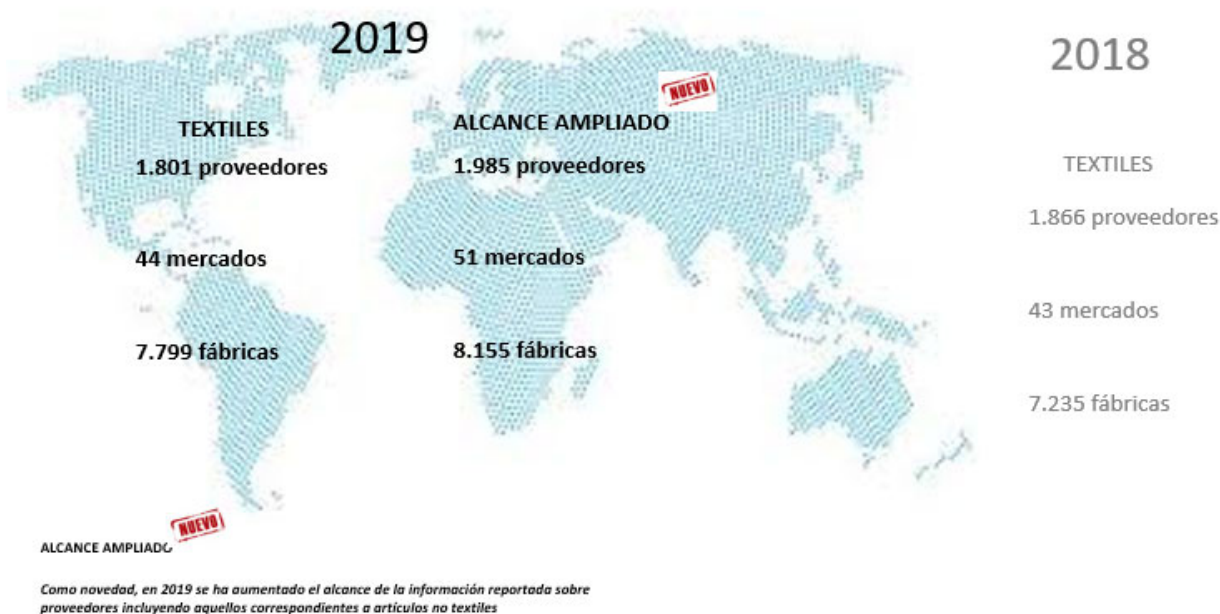 2019
2018
NUEVO
TEXTILES
ALCANCE AMPLIADO
1.801 proveedores
1.985 proveedores
44 mercados
51 mercados
7.799 fábricas
8.155 fábricas
TEXTILES
1.866 proveedores
43 mercados
7.235 fábricas
NUEVO
ALCANCE AMPLIADO
Como novedad, en 2019 se ha aumentado el alcance de la información reportada sobre
proveedores incluyendo aquellos correspondientes a artículos no textiles